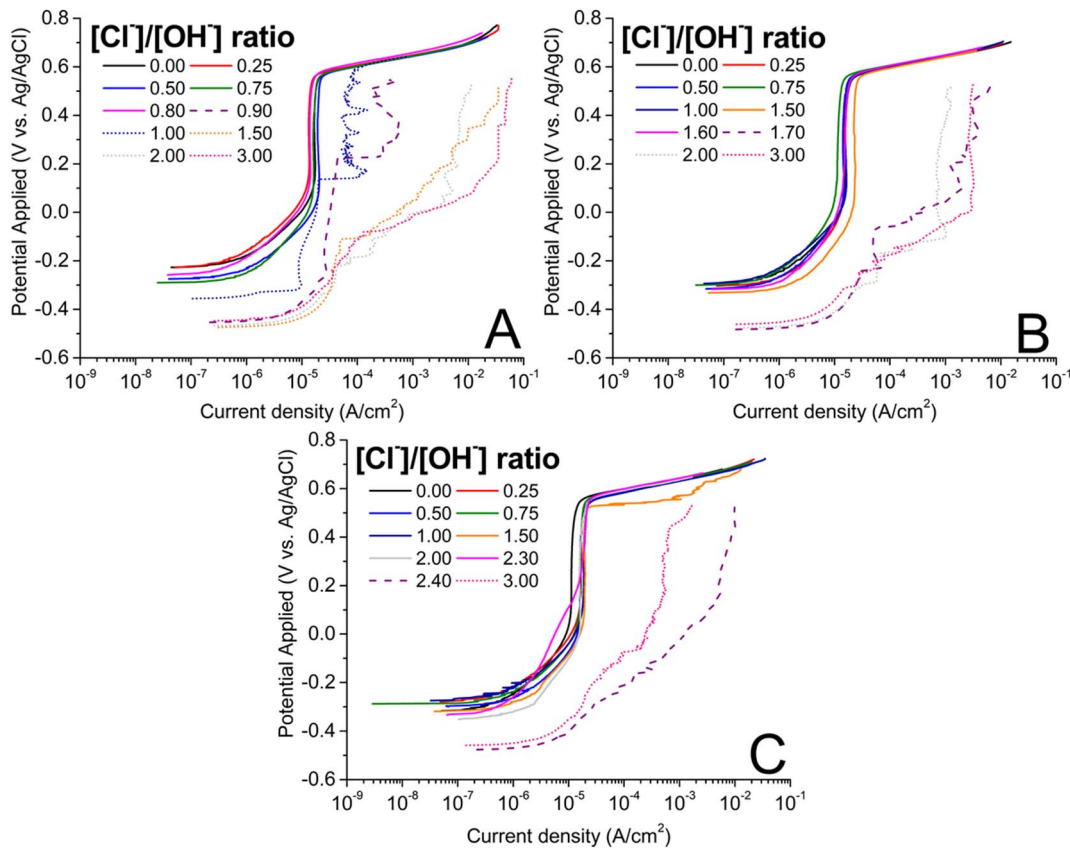 [Cl⁻]/[OH⁻] ratio
0.00 0.25
0.50 0.75
0.80 0.90
1.00 1.50
2.00 3.00
0.8
0.6
0.4
0.2
0.0
-0.2
-0.4
-0.6
Potential Applied (V vs. Ag/AgCl)
10⁻⁹ 10⁻⁸ 10⁻⁷ 10⁻⁶ 10⁻⁵ 10⁻⁴ 10⁻³ 10⁻² 10⁻¹
Current density (A/cm²)
A
[Cl⁻]/[OH⁻] ratio
0.00 0.25
0.50 0.75
1.00 1.50
1.60 1.70
2.00 3.00
0.8
0.6
0.4
0.2
0.0
-0.2
-0.4
-0.6
Potential Applied (V vs. Ag/AgCl)
10⁻⁹ 10⁻⁸ 10⁻⁷ 10⁻⁶ 10⁻⁵ 10⁻⁴ 10⁻³ 10⁻² 10⁻¹
Current density (A/cm²)
B
[Cl⁻]/[OH⁻] ratio
0.00 0.25
0.50 0.75
1.00 1.50
2.00 2.30
2.40 3.00
0.8
0.6
0.4
0.2
0.0
-0.2
-0.4
-0.6
Potential Applied (V vs. Ag/AgCl)
10⁻⁹ 10⁻⁸ 10⁻⁷ 10⁻⁶ 10⁻⁵ 10⁻⁴ 10⁻³ 10⁻² 10⁻¹
Current density (A/cm²)
C